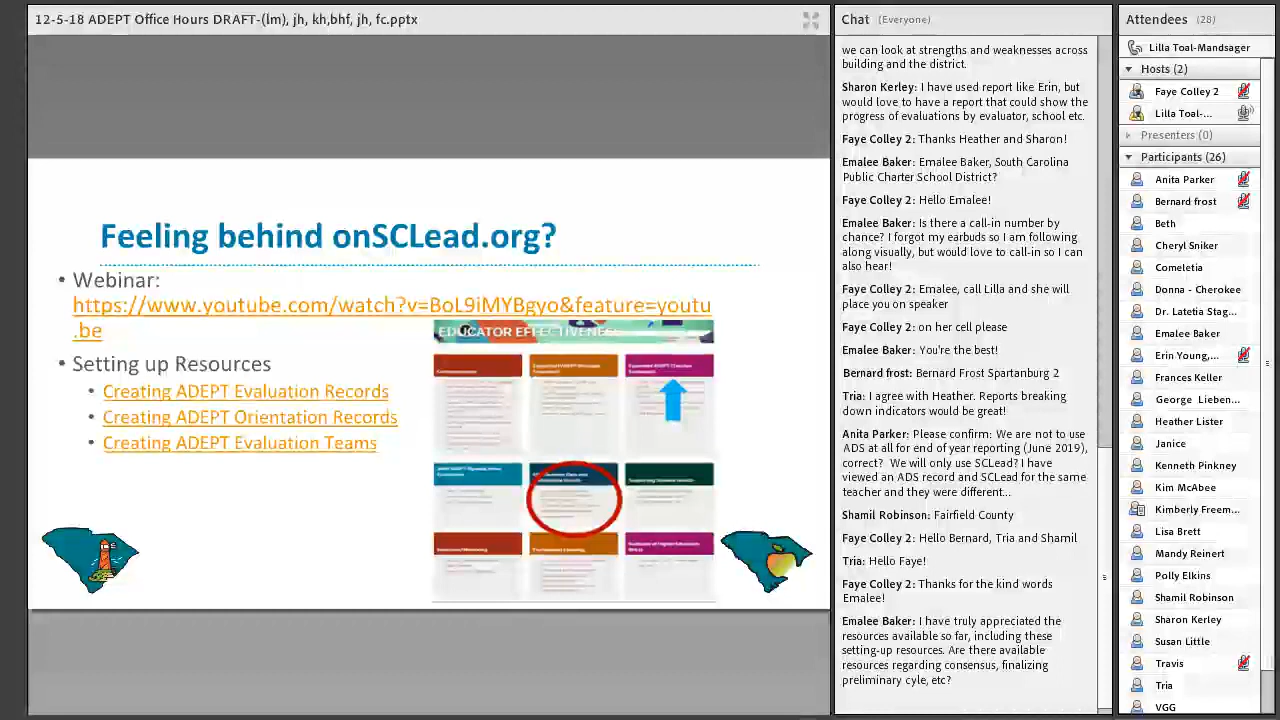 12-5-18 ADEPT Office Hours DRAFT-(lm), jh, kh,bhf, jh, fc.pptx
Feeling behind onSCLead.org?
• Webinar:
https://www.youtube.com/watch?v=BoL9iMYBgyo&feature=youtu
.be
• Setting up Resources
• Creating ADEPT Evaluation Records
• Creating ADEPT Orientation Records
• Creating ADEPT Evaluation Teams
EDUCATOR EFFECTIVENESS
Chat (Everyone)
we can look at strengths and weaknesses across
building and the district.
Sharon Kerley: I have used report like Erin, but
would love to have a report that could show the
progress of evaluations by evaluator, school etc.
Faye Colley 2: Thanks Heather and Sharon!
Emalee Baker: Emalee Baker, South Carolina
Public Charter School District?
Faye Colley 2: Hello Emalee!
Emalee Baker: Is there a call-in number by
chance? I forgot my earbuds so I am following
along visually, but would love to call-in so I can
also hear!
Faye Colley 2: Emalee, call Lilla and she will
place you on speaker
Faye Colley 2: on her cell please
Emalee Baker: You're the best!
Bernard frost: Bernard Frost Spartanburg 2
Tria: I agree with Heather. Reports breaking
down indicators would be great!
Anita Parker: Please confirm: We are not to use
ADS at all for end of year reporting (June 2019),
correct? We will only use SCLead I have
viewed an ADS record and SCLead for the same
teacher and they were different...
Shamil Robinson: Fairfield County
Faye Colley 2: Hello Bernard, Tria and Shamil
Tria: Hello Faye!
Faye Colley 2: Thanks for the kind words
Emalee!
Emalee Baker: I have truly appreciated the
resources available so far, including these
setting-up resources. Are there available
resources regarding consensus, finalizing
preliminary cyle, etc?
Attendees (28)
Lilla Toal-Mandsager
Hosts (2)
Faye Colley 2
Lilla Toal-...
Presenters (0)
Participants (26)
Anita Parker
Bernard frost
Beth
Cheryl Sniker
Comeletia
Donna - Cherokee
Dr. Latetia Stag...
Emalee Baker
Erin Young,...
Frances Keller
George Lieben...
Heather Lister
Janice
Kenneth Pinkney
Kim McAbee
Kimberly Freem...
Lisa Brett
Mandy Reinert
Polly Elkins
Shamil Robinson
Sharon Kerley
Susan Little
Travis
Tria
VGG